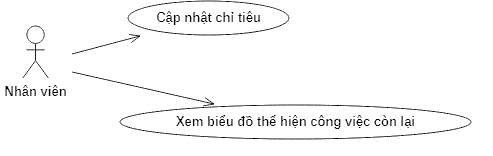 Cập nhật chỉ tiêu
Nhân viên
Xem biểu đồ thể hiện công việc còn lại